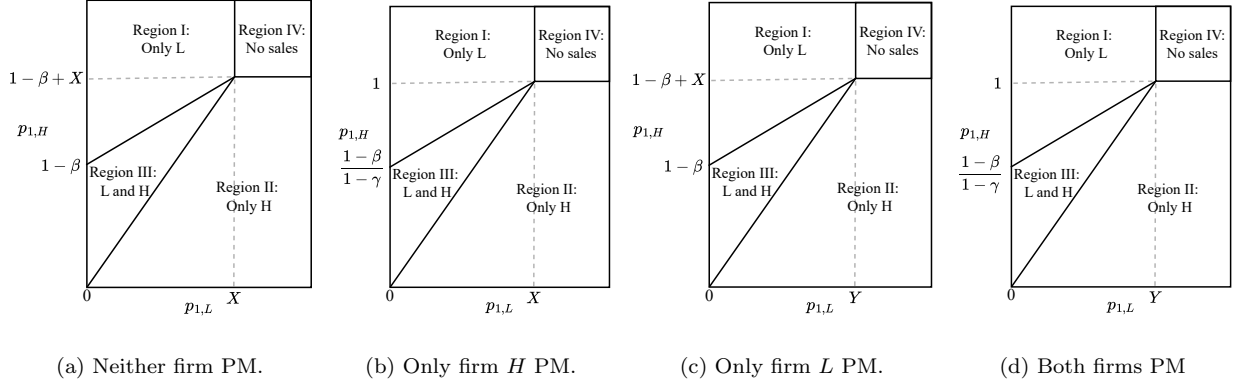 Region I:
Only L
Region IV:
No sales
1 − β + X
p₁,H
1 − β
Region III:
L and H
Region II:
Only H
0
p₁,L
X
(a) Neither firm PM.
Region I:
Only L
Region IV:
No sales
1
p₁,H
1 − β
1 − γ
Region III:
L and H
Region II:
Only H
0
p₁,L
X
(b) Only firm H PM.
Region I:
Only L
Region IV:
No sales
1 − β + X
p₁,H
1 − β
Region III:
L and H
Region II:
Only H
0
p₁,L
Y
(c) Only firm L PM.
Region I:
Only L
Region IV:
No sales
1
p₁,H
1 − β
1 − γ
Region III:
L and H
Region II:
Only H
0
p₁,L
Y
(d) Both firms PM